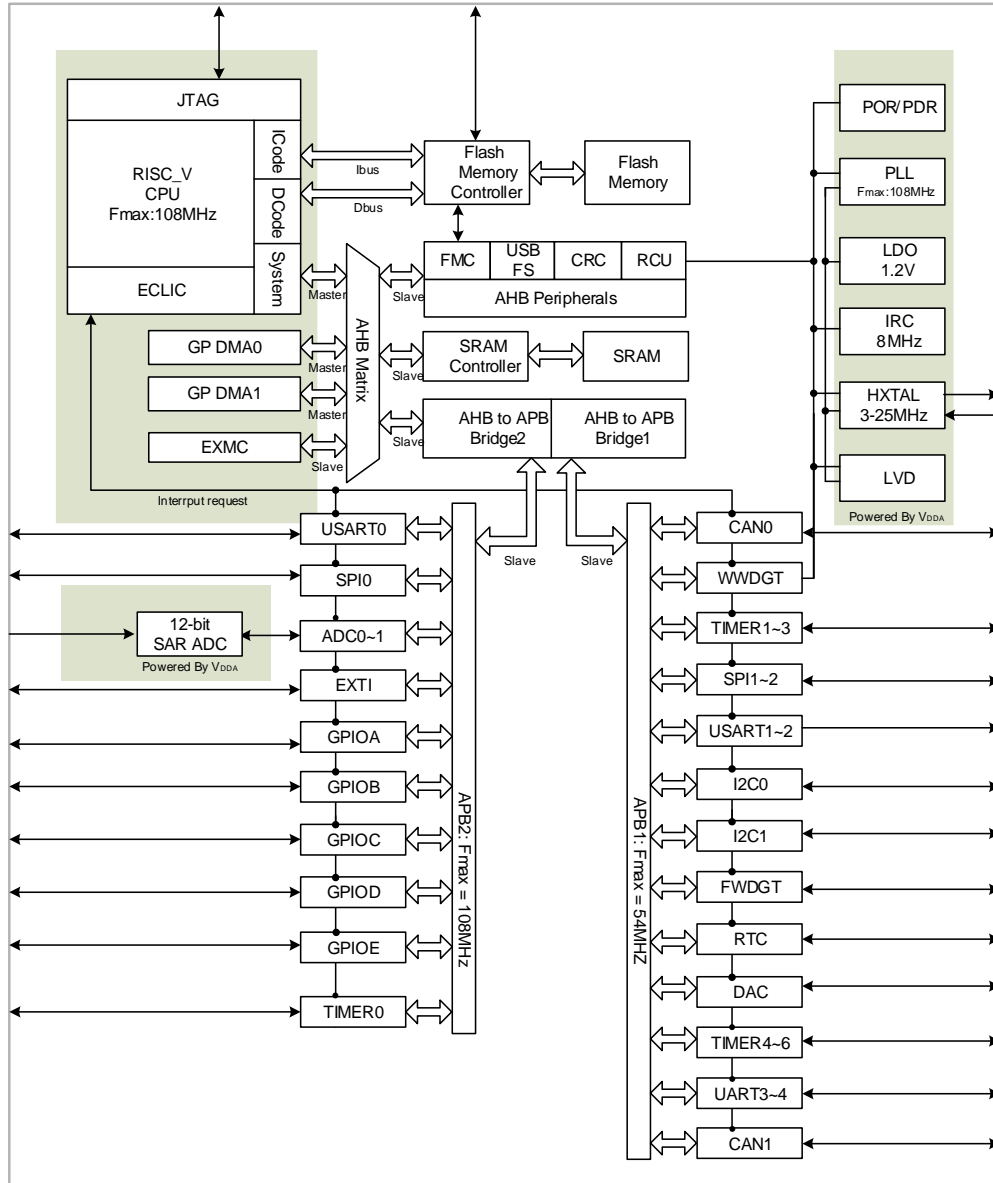 JTAG
RISC_V
CPU
Fmax:108MHz
ICode
DCode
System
ECLIC
Ibus
Dbus
Flash
Memory
Controller
Flash
Memory
FMC
USB
FS
CRC
RCU
AHB Peripherals
Master
Slave
GP DMA0
Master
GP DMA1
Master
EXMC
Slave
AHB Matrix
Slave
SRAM
Controller
SRAM
Slave
AHB to APB
Bridge2
AHB to APB
Bridge1
Interrput request
POR/PDR
PLL
Fmax:108MHz
LDO
1.2V
IRC
8MHz
HXTAL
3-25MHz
LVD
Powered By VDDA
Slave
Slave
USART0
SPI0
12-bit
SAR ADC
Powered By VDDA
ADC0~1
EXTI
GPIOA
GPIOB
GPIOC
GPIOD
GPIOE
TIMER0
APB2: Fmax = 108MHz
APB1: Fmax = 54MHZ
CAN0
WWDGT
TIMER1~3
SPI1~2
USART1~2
I2C0
I2C1
FWDGT
RTC
DAC
TIMER4~6
UART3~4
CAN1